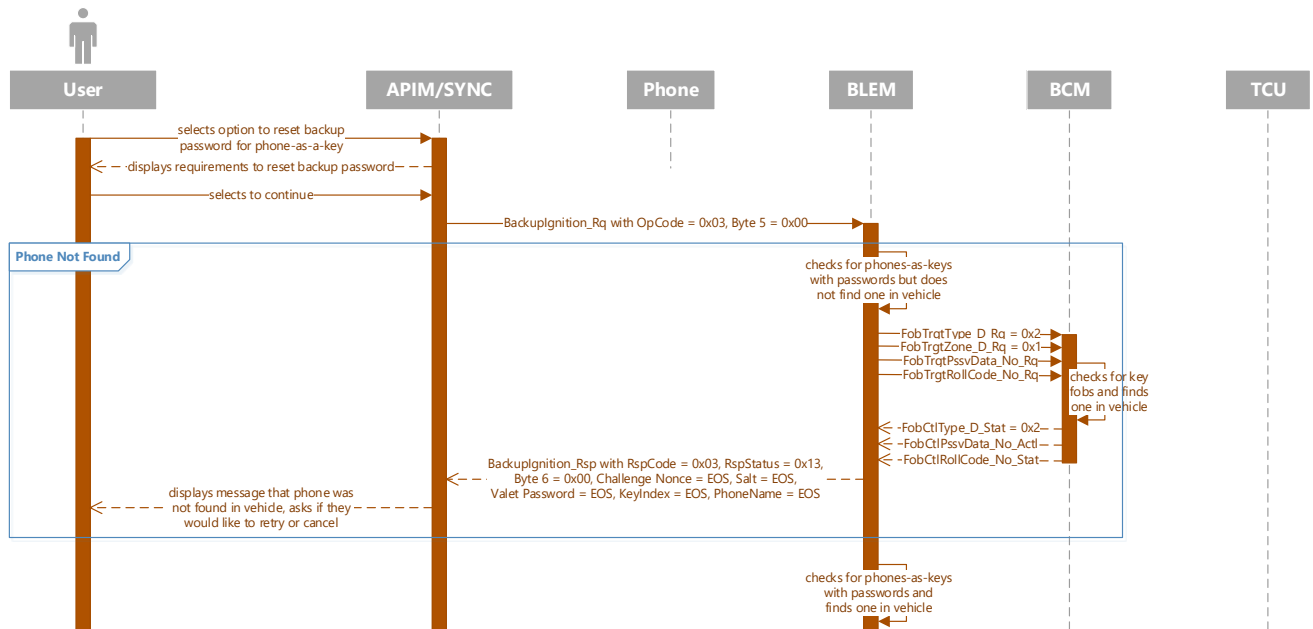 User
APIM/SYNC
Phone
BLEM
BCM
TCU
selects option to reset backup
password for phone-as-a-key
displays requirements to reset backup password
selects to continue
BackupIgnition_Rq with OpCode = 0x03, Byte 5 = 0x00
Phone Not Found
checks for phones-as-keys
with passwords but does
not find one in vehicle
FobTrgtType_D_Rq = 0x2
FobTrgtZone_D_Rq = 0x1
FobTrgtPssvData_No_Rq
FobTrgtRollCode_No_Rq
checks for key
fobs and finds
one in vehicle
FobCtlType_D_Stat = 0x2
FobCtlPssvData_No_Actl
FobCtlRollCode_No_Stat
BackupIgnition_Rsp with RspCode = 0x03, RspStatus = 0x13,
Byte 6 = 0x00, Challenge Nonce = EOS, Salt = EOS,
Valet Password = EOS, KeyIndex = EOS, PhoneName = EOS
displays message that phone was
not found in vehicle, asks if they
would like to retry or cancel
checks for phones-as-keys
with passwords and
finds one in vehicle